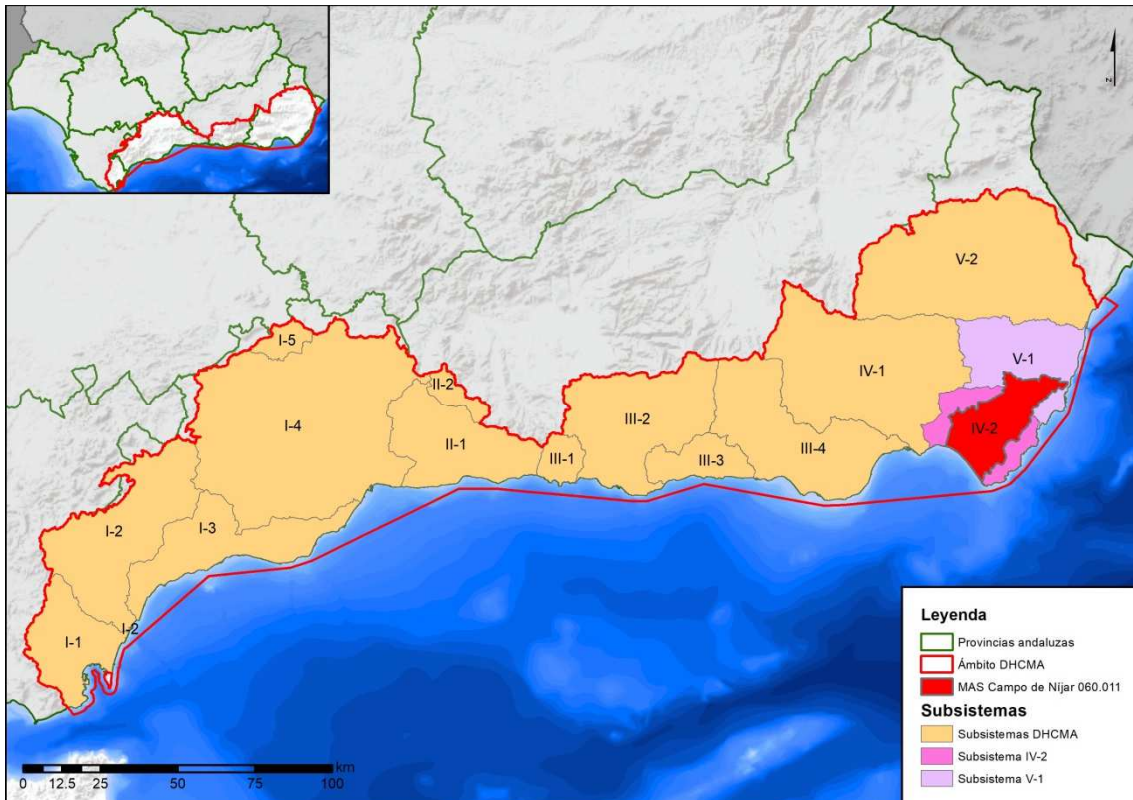 z
V-2
I-5
V-1
II-2
IV-1
III-2
I-4
IV-2
II-1
III-1
III-3
III-4
I-2
I-3
I-2
I-1
Leyenda
Provincias andaluzas
Ámbito DHCMA
MAS Campo de Níjar 060.011
Subsistemas
Subsistemas DHCMA
Subsistema IV-2
Subsistema V-1
km
0 12.5 25 50 75 100